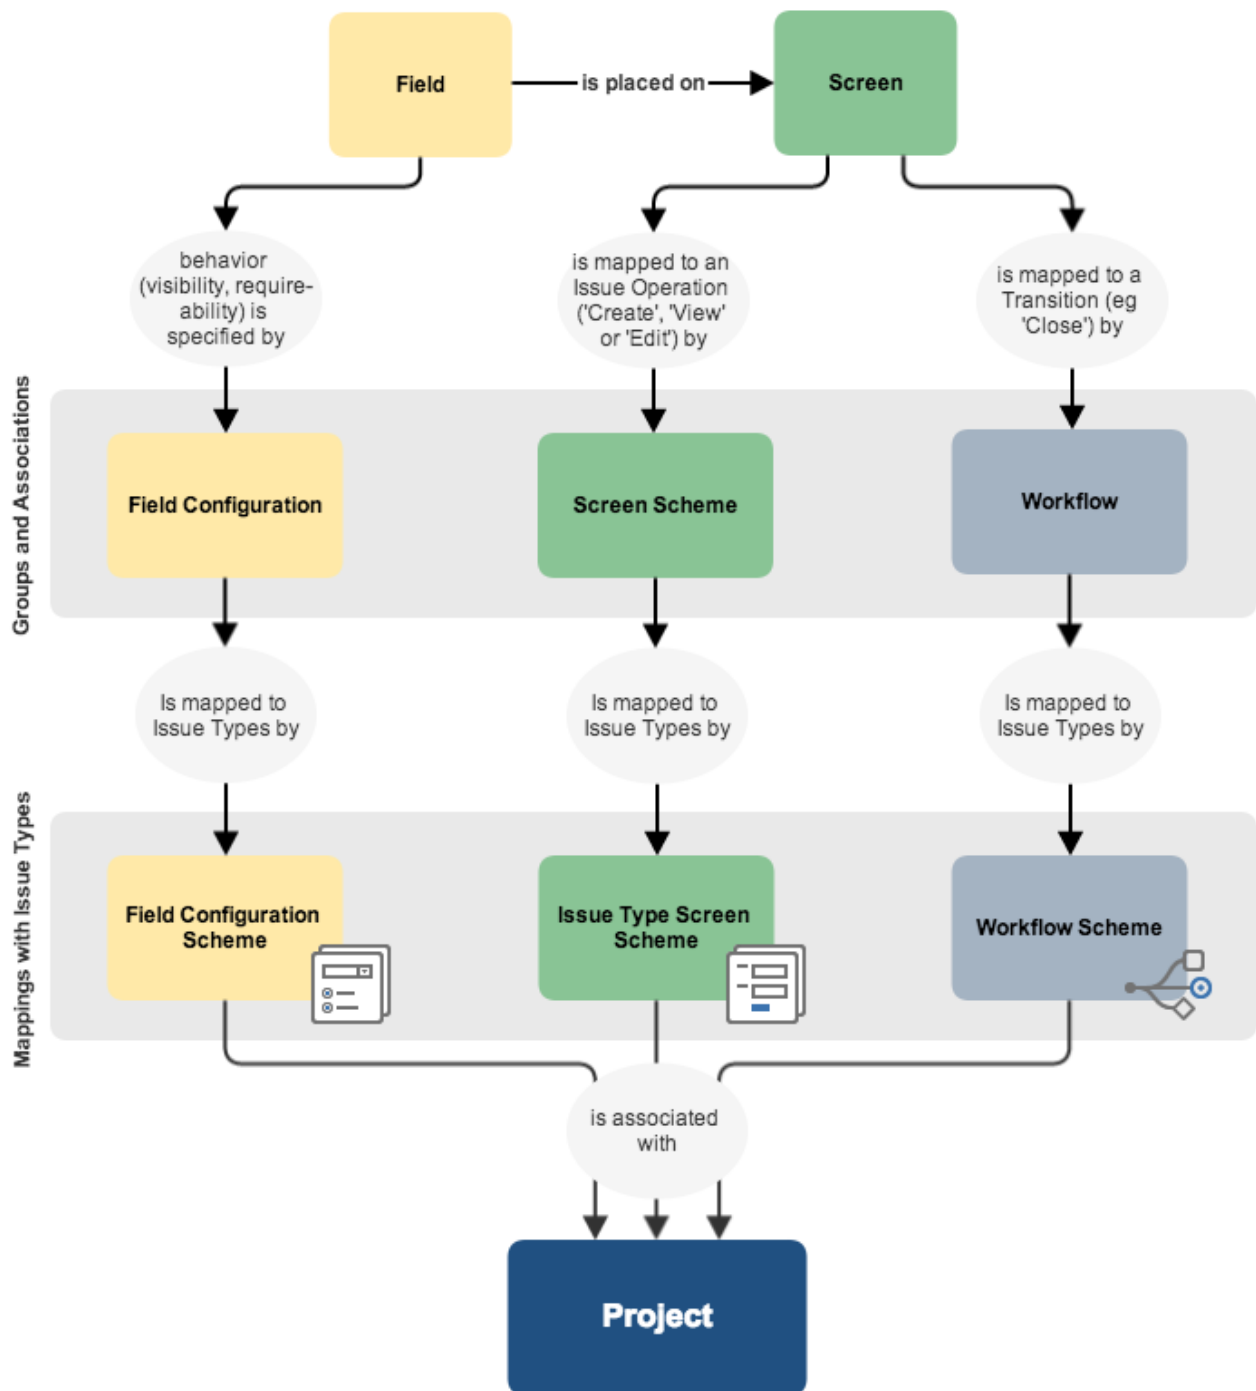 Field
is placed on
Screen
behavior
(visibility, require-
ability) is
specified by
is mapped to an
Issue Operation
('Create', 'View'
or 'Edit') by
is mapped to a
Transition (eg
'Close') by
Groups and Associations
Field Configuration
Screen Scheme
Workflow
Is mapped to
Issue Types by
Is mapped to
Issue Types by
Is mapped to
Issue Types by
Mappings with Issue Types
Field Configuration
Scheme
Issue Type Screen
Scheme
Workflow Scheme
is associated
with
Project